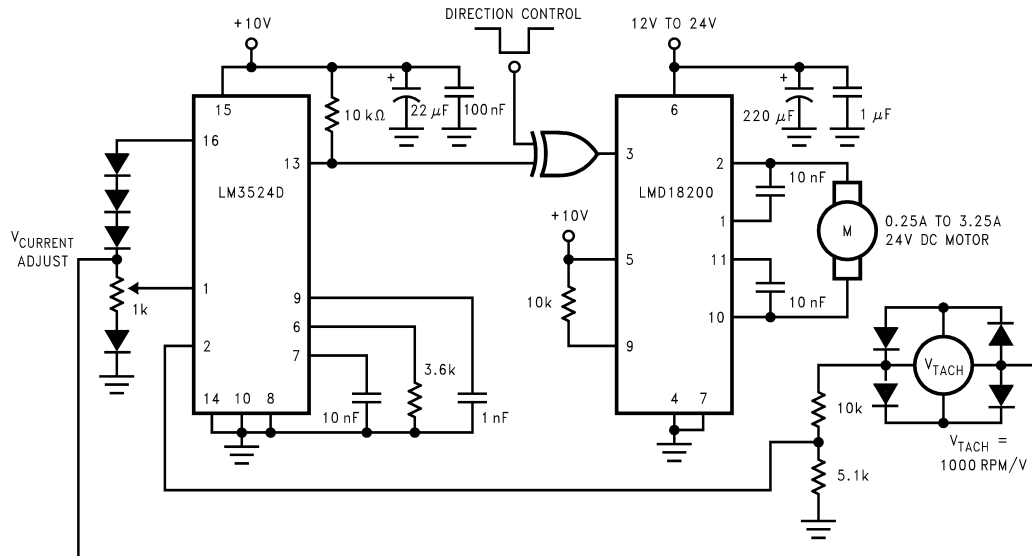 DIRECTION CONTROL
+10V
12V TO 24V
15
10 kΩ
+
22 µF
100 nF
16
13
LM3524D
V CURRENT
ADJUST
1k
1
2
9
6
7
14
10
8
10 nF
3.6k
1 nF
6
+
220 µF
1 µF
3
2
LMD18200
10 nF
1
M
0.25A TO 3.25A
24V DC MOTOR
+10V
5
10k
9
11
10 nF
10
4
7
VTACH
10k
5.1k
VTACH =
1000 RPM/V